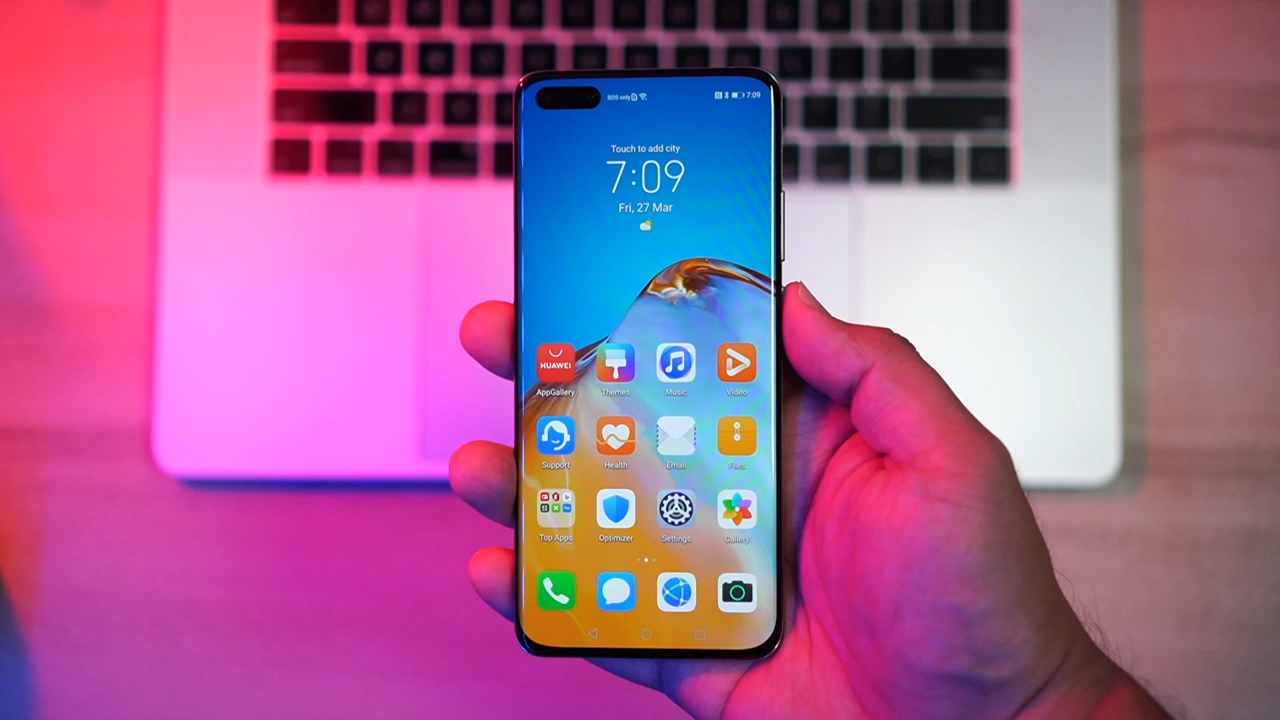 SOS only
7:09
Touch to add city
7:09
Fri, 27 Mar
HUAWEI
AppGallery
Themes
Music
Video
Support
Health
Email
Files
Top Apps
Optimizer
Settings
Gallery